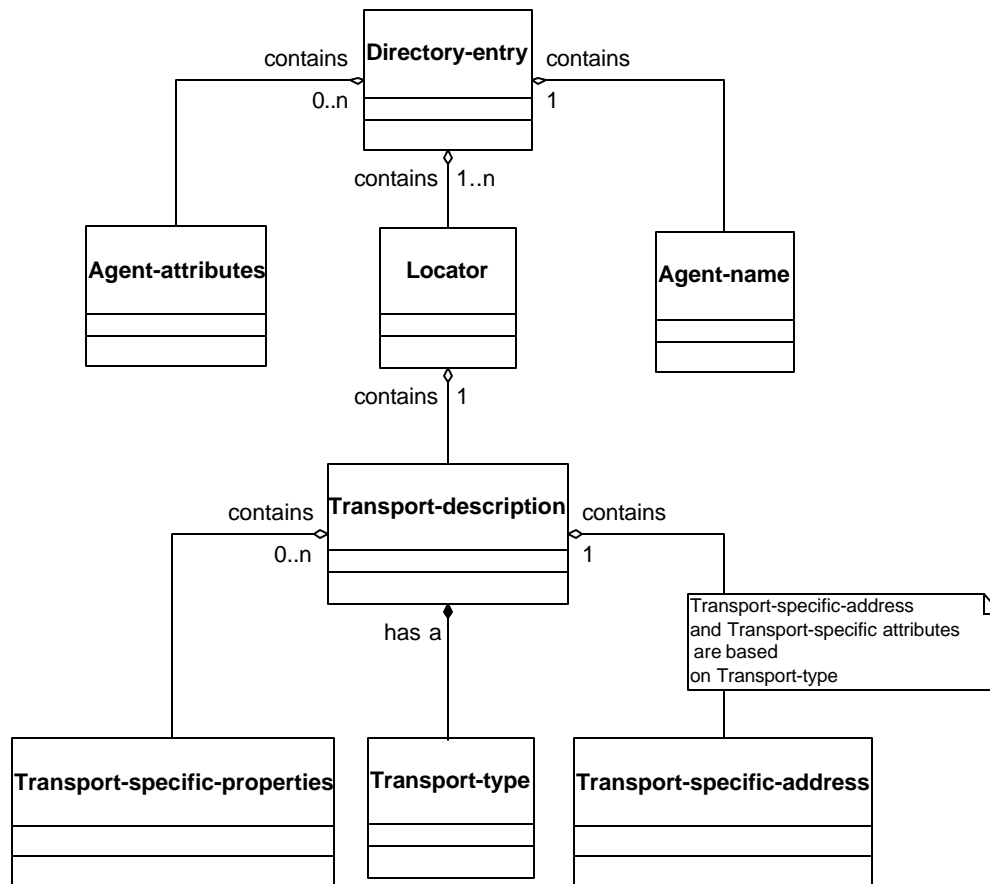 Directory-entry
contains
contains
0..n
1
contains
1..n
Agent-attributes
Locator
Agent-name
contains
1
Transport-description
contains
contains
0..n
1
Transport-specific-address
and Transport-specific attributes
are based
on Transport-type
has a
Transport-specific-properties
Transport-type
Transport-specific-address